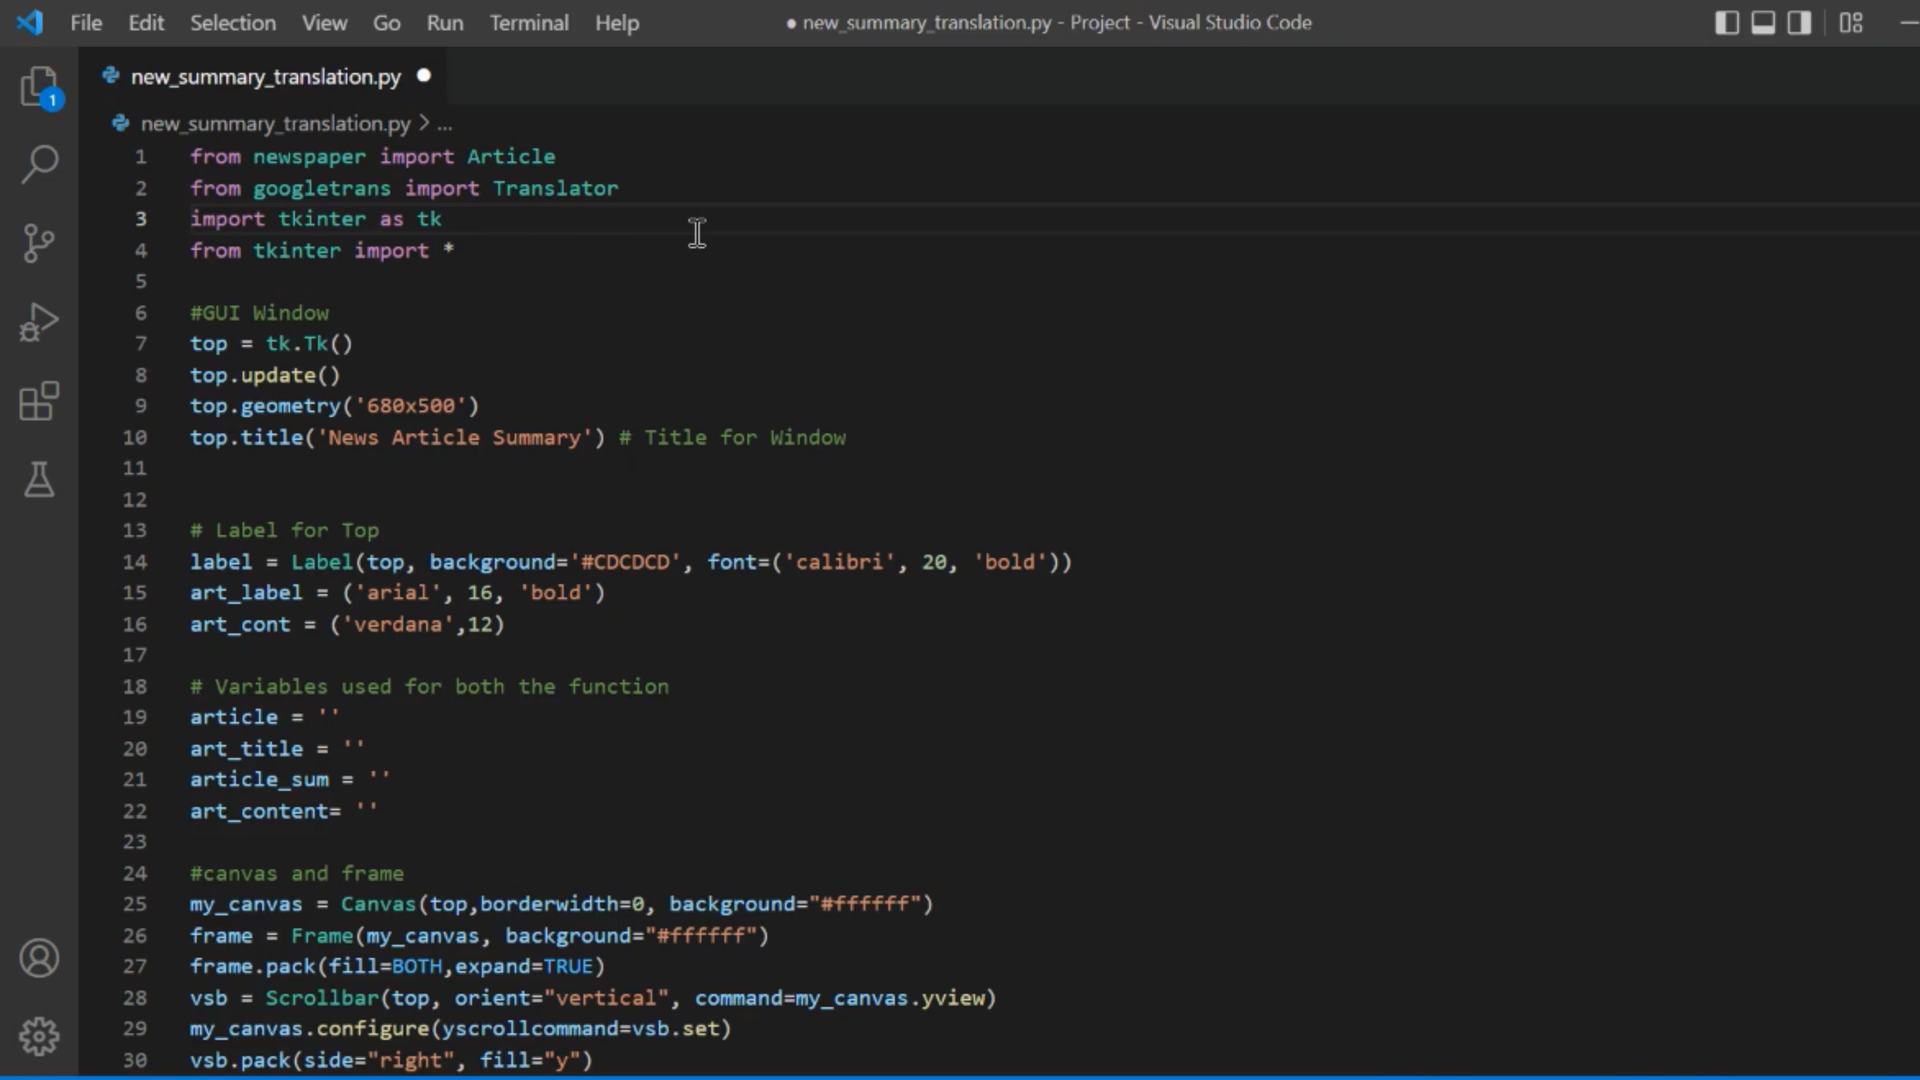 File Edit Selection View Go Run Terminal Help ● new_summary_translation.py - Project - Visual Studio Code
new_summary_translation.py ●
1
new_summary_translation.py > ...
1 from newspaper import Article
2 from googletrans import Translator
3 import tkinter as tk
4 from tkinter import *
5
6 #GUI Window
7 top = tk.Tk()
8 top.update()
9 top.geometry('680x500')
10 top.title('News Article Summary') # Title for Window
11
12
13 # Label for Top
14 label = Label(top, background='#CDCDCD', font=('calibri', 20, 'bold'))
15 art_label = ('arial', 16, 'bold')
16 art_cont = ('verdana',12)
17
18 # Variables used for both the function
19 article = ''
20 art_title = ''
21 article_sum = ''
22 art_content= ''
23
24 #canvas and frame
25 my_canvas = Canvas(top,borderwidth=0, background="#ffffff")
26 frame = Frame(my_canvas, background="#ffffff")
27 frame.pack(fill=BOTH,expand=TRUE)
28 vsb = Scrollbar(top, orient="vertical", command=my_canvas.yview)
29 my_canvas.configure(yscrollcommand=vsb.set)
30 vsb.pack(side="right", fill="y")